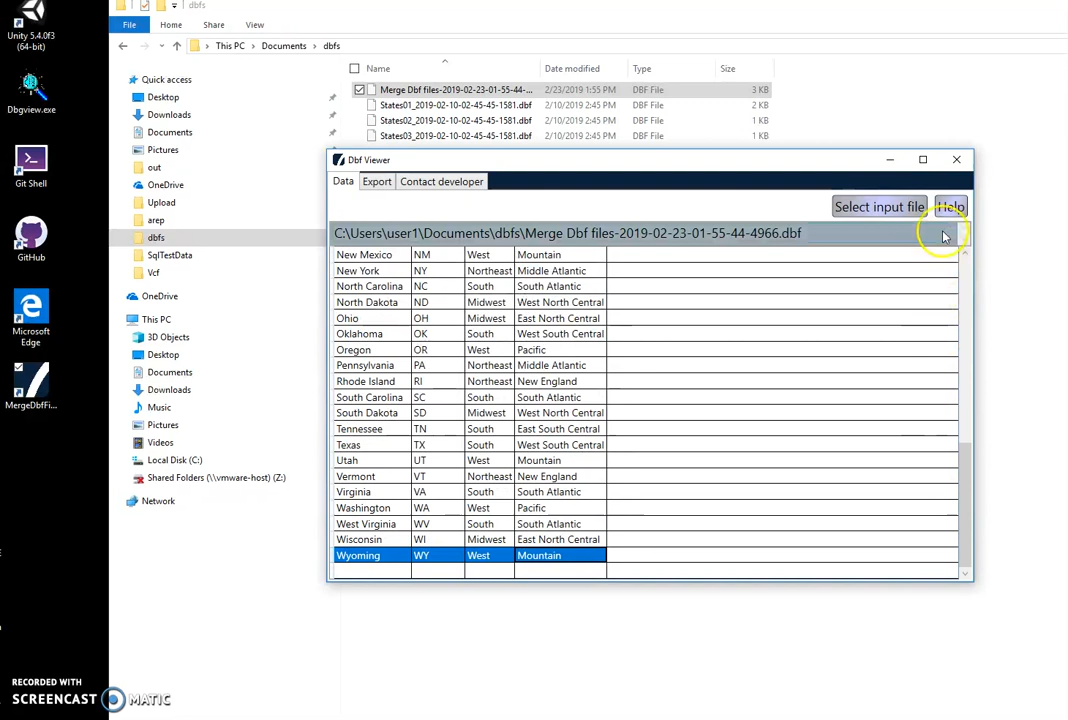 Unity 5.4.0f3
(64-bit)
Dbgview.exe
Git Shell
GitHub
Microsoft
Edge
MergeDbfFi...
dbfs
File Home Share View
This PC Documents dbfs
Name Date modified Type Size
Quick access
Desktop
Downloads
Documents
Pictures
out
OneDrive
Upload
arep
dbfs
SqlTestData
Vcf
OneDrive
This PC
3D Objects
Desktop
Documents
Downloads
Music
Pictures
Videos
Local Disk (C:)
Shared Folders (\\vmware-host) (Z:)
Network
Merge Dbf files-2019-02-23-01-55-44-... 2/23/2019 1:55 PM DBF File 3 KB
States01_2019-02-10-02-45-45-1581.dbf 2/10/2019 2:45 PM DBF File 2 KB
States02_2019-02-10-02-45-45-1581.dbf 2/10/2019 2:45 PM DBF File 1 KB
States03_2019-02-10-02-45-45-1581.dbf 2/10/2019 2:45 PM DBF File 1 KB
Dbf Viewer
Data Export Contact developer
Select input file Help
C:\Users\user1\Documents\dbfs\Merge Dbf files-2019-02-23-01-55-44-4966.dbf
New Mexico NM West Mountain
New York NY Northeast Middle Atlantic
North Carolina NC South South Atlantic
North Dakota ND Midwest West North Central
Ohio OH Midwest East North Central
Oklahoma OK South West South Central
Oregon OR West Pacific
Pennsylvania PA Northeast Middle Atlantic
Rhode Island RI Northeast New England
South Carolina SC South South Atlantic
South Dakota SD Midwest West North Central
Tennessee TN South East South Central
Texas TX South West South Central
Utah UT West Mountain
Vermont VT Northeast New England
Virginia VA South South Atlantic
Washington WA West Pacific
West Virginia WV South South Atlantic
Wisconsin WI Midwest East North Central
Wyoming WY West Mountain
RECORDED WITH
SCREENCAST MATIC